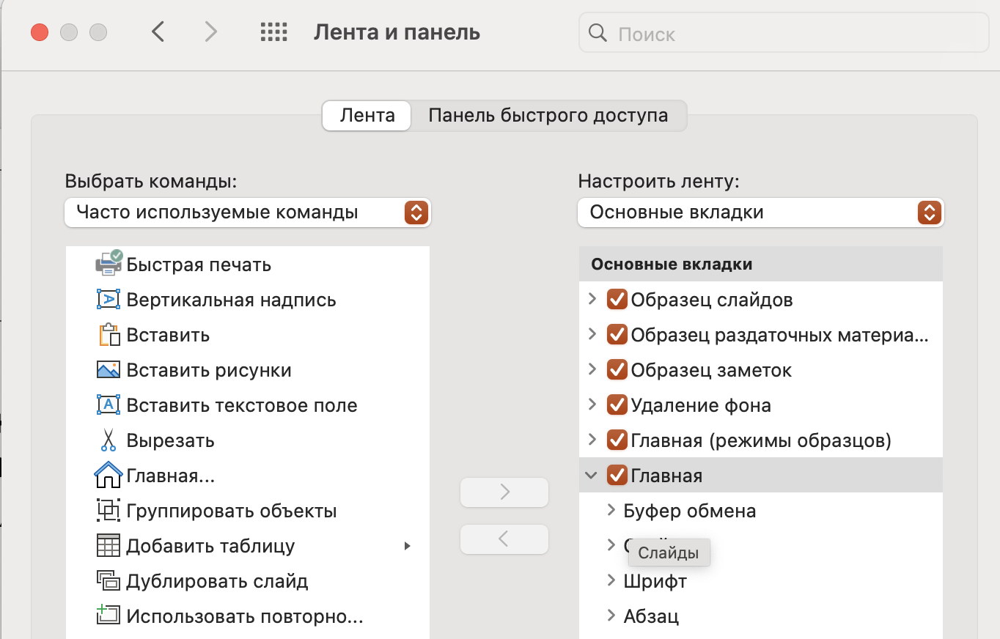 Лента и панель
Поиск
Лента
Панель быстрого доступа
Выбрать команды:
Часто используемые команды
Быстрая печать
Вертикальная надпись
Вставить
Вставить рисунки
Вставить текстовое поле
Вырезать
Главная...
Группировать объекты
Добавить таблицу
Дублировать слайд
Использовать повторно...
Настроить ленту:
Основные вкладки
Основные вкладки
Образец слайдов
Образец раздаточных материа...
Образец заметок
Удаление фона
Главная (режимы образцов)
Главная
Буфер обмена
Слайды
Шрифт
Абзац